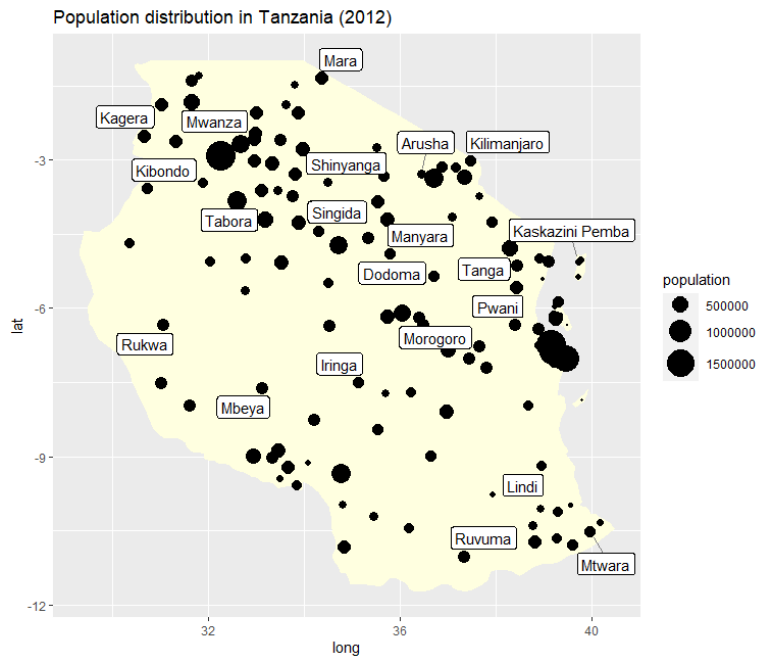 Population distribution in Tanzania (2012)
Mara
Kagera
Mwanza
Arusha
Kilimanjaro
-3
Kibondo
Shinyanga
Tabora
Singida
Manyara
Kaskazini Pemba
Dodoma
Tanga
population
500000
1000000
1500000
-6
Pwani
lat
Rukwa
Morogoro
Iringa
Mbeya
-9
Lindi
Ruvuma
Mtwara
-12
32
36
40
long